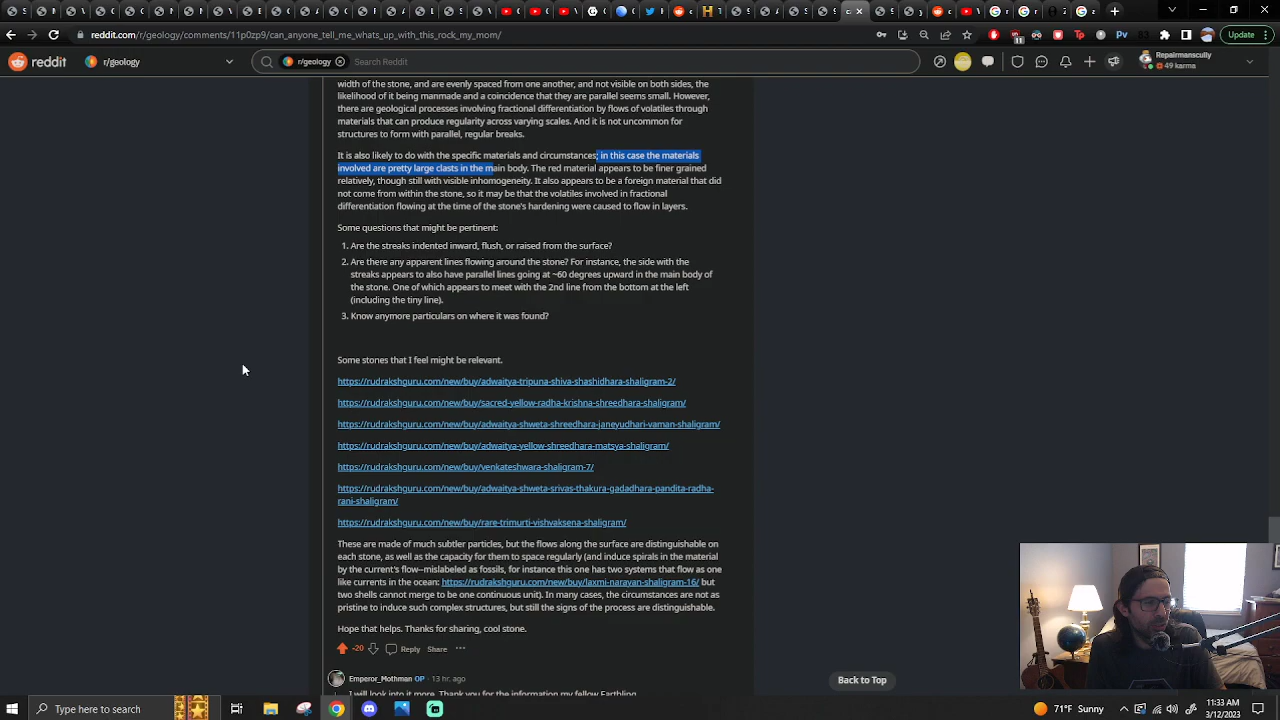 reddit.com/r/geology/comments/11p0zp9/can_anyone_tell_me_whats_up_with_this_rock_my_mom/
Update
reddit
r/geology
r/geology
Search Reddit
Repairmanscully
49 karma
width of the stone, and are evenly spaced from one another, and not visible on both sides, the
likelihood of it being manmade and a coincidence that they are parallel seems small. However,
there are geological processes involving fractional differentiation by flows of volatiles through
materials that can produce regularity across varying scales. And it is not uncommon for
structures to form with parallel, regular breaks.
It is also likely to do with the specific materials and circumstances; in this case the materials
involved are pretty large clasts in the main body. The red material appears to be finer grained
relatively, though still with visible inhomogeneity. It also appears to be a foreign material that did
not come from within the stone, so it may be that the volatiles involved in fractional
differentiation flowing at the time of the stone's hardening were caused to flow in layers.
Some questions that might be pertinent:
1. Are the streaks indented inward, flush, or raised from the surface?
2. Are there any apparent lines flowing around the stone? For instance, the side with the
streaks appears to also have parallel lines going at ~60 degrees upward in the main body of
the stone. One of which appears to meet with the 2nd line from the bottom at the left
(including the tiny line).
3. Know anymore particulars on where it was found?
Some stones that I feel might be relevant.
https://rudrakshguru.com/new/buy/adwaitya-tripuna-shiva-shashidhara-shaligram-2/
https://rudrakshguru.com/new/buy/sacred-yellow-radha-krishna-shreedhara-shaligram/
https://rudrakshguru.com/new/buy/adwaitya-shweta-shreedhara-janeyudhari-vaman-shaligram/
https://rudrakshguru.com/new/buy/adwaitya-yellow-shreedhara-matsya-shaligram/
https://rudrakshguru.com/new/buy/venkateshwara-shaligram-7/
https://rudrakshguru.com/new/buy/adwaitya-shweta-srivas-thakura-gadadhara-pandita-radha-
rani-shaligram/
https://rudrakshguru.com/new/buy/rare-trimurti-vishvaksena-shaligram/
These are made of much subtler particles, but the flows along the surface are distinguishable on
each stone, as well as the capacity for them to space regularly (and induce spirals in the material
by the current's flow--mislabeled as fossils, for instance this one has two systems that flow as one
like currents in the ocean: https://rudrakshguru.com/new/buy/laxmi-narayan-shaligram-16/ but
two shells cannot merge to be one continuous unit). In many cases, the circumstances are not as
pristine to induce such complex structures, but still the signs of the process are distinguishable.
Hope that helps. Thanks for sharing, cool stone.
-20 Reply Share
Emperor_Mothman OP · 13 hr. ago
I will look into it more. Thank you for the information my fellow Earthling
Back to Top
Type here to search
71°F Sunny
11:33 AM
3/12/2023